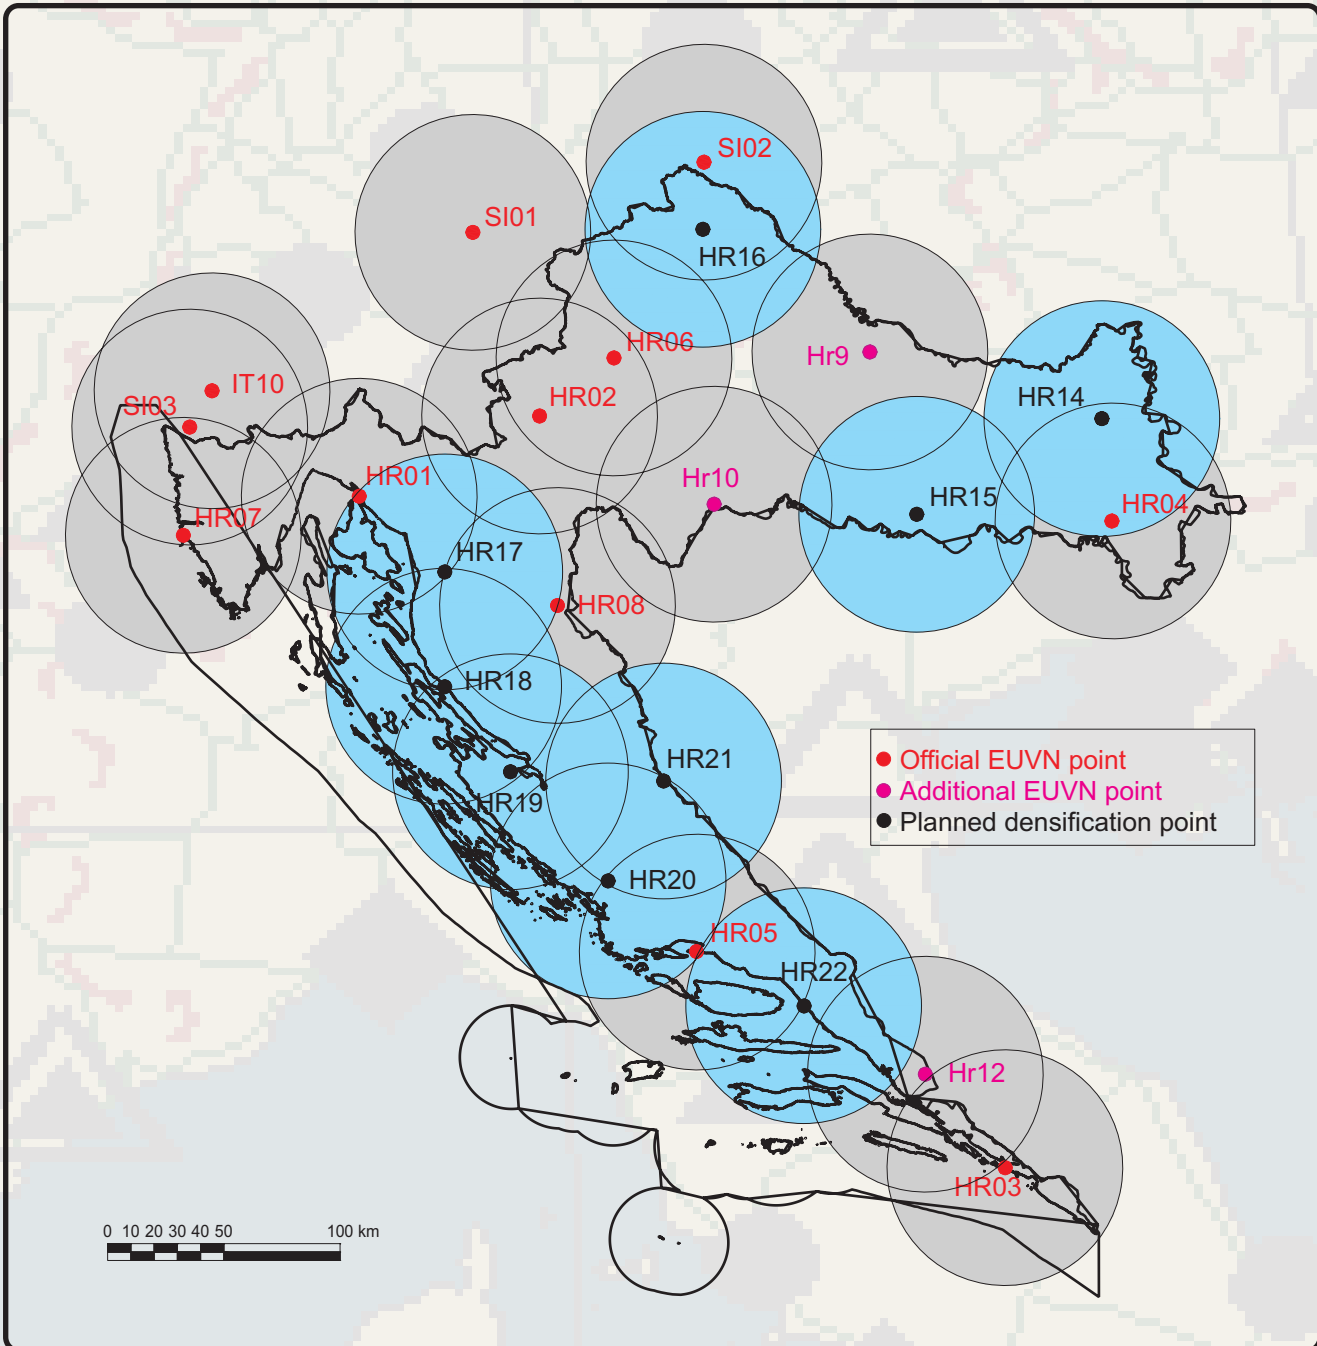 SI02
SI01
HR16
HR06
Hr9
IT10
HR14
SI03
HR02
HR01
Hr10
HR15
HR04
HR07
HR17
HR08
HR18
HR21
Official EUVN point
Additional EUVN point
HR19
Planned densification point
HR20
HR05
HR22
Hr12
HR03
0 10 20 30 40 50 100 km